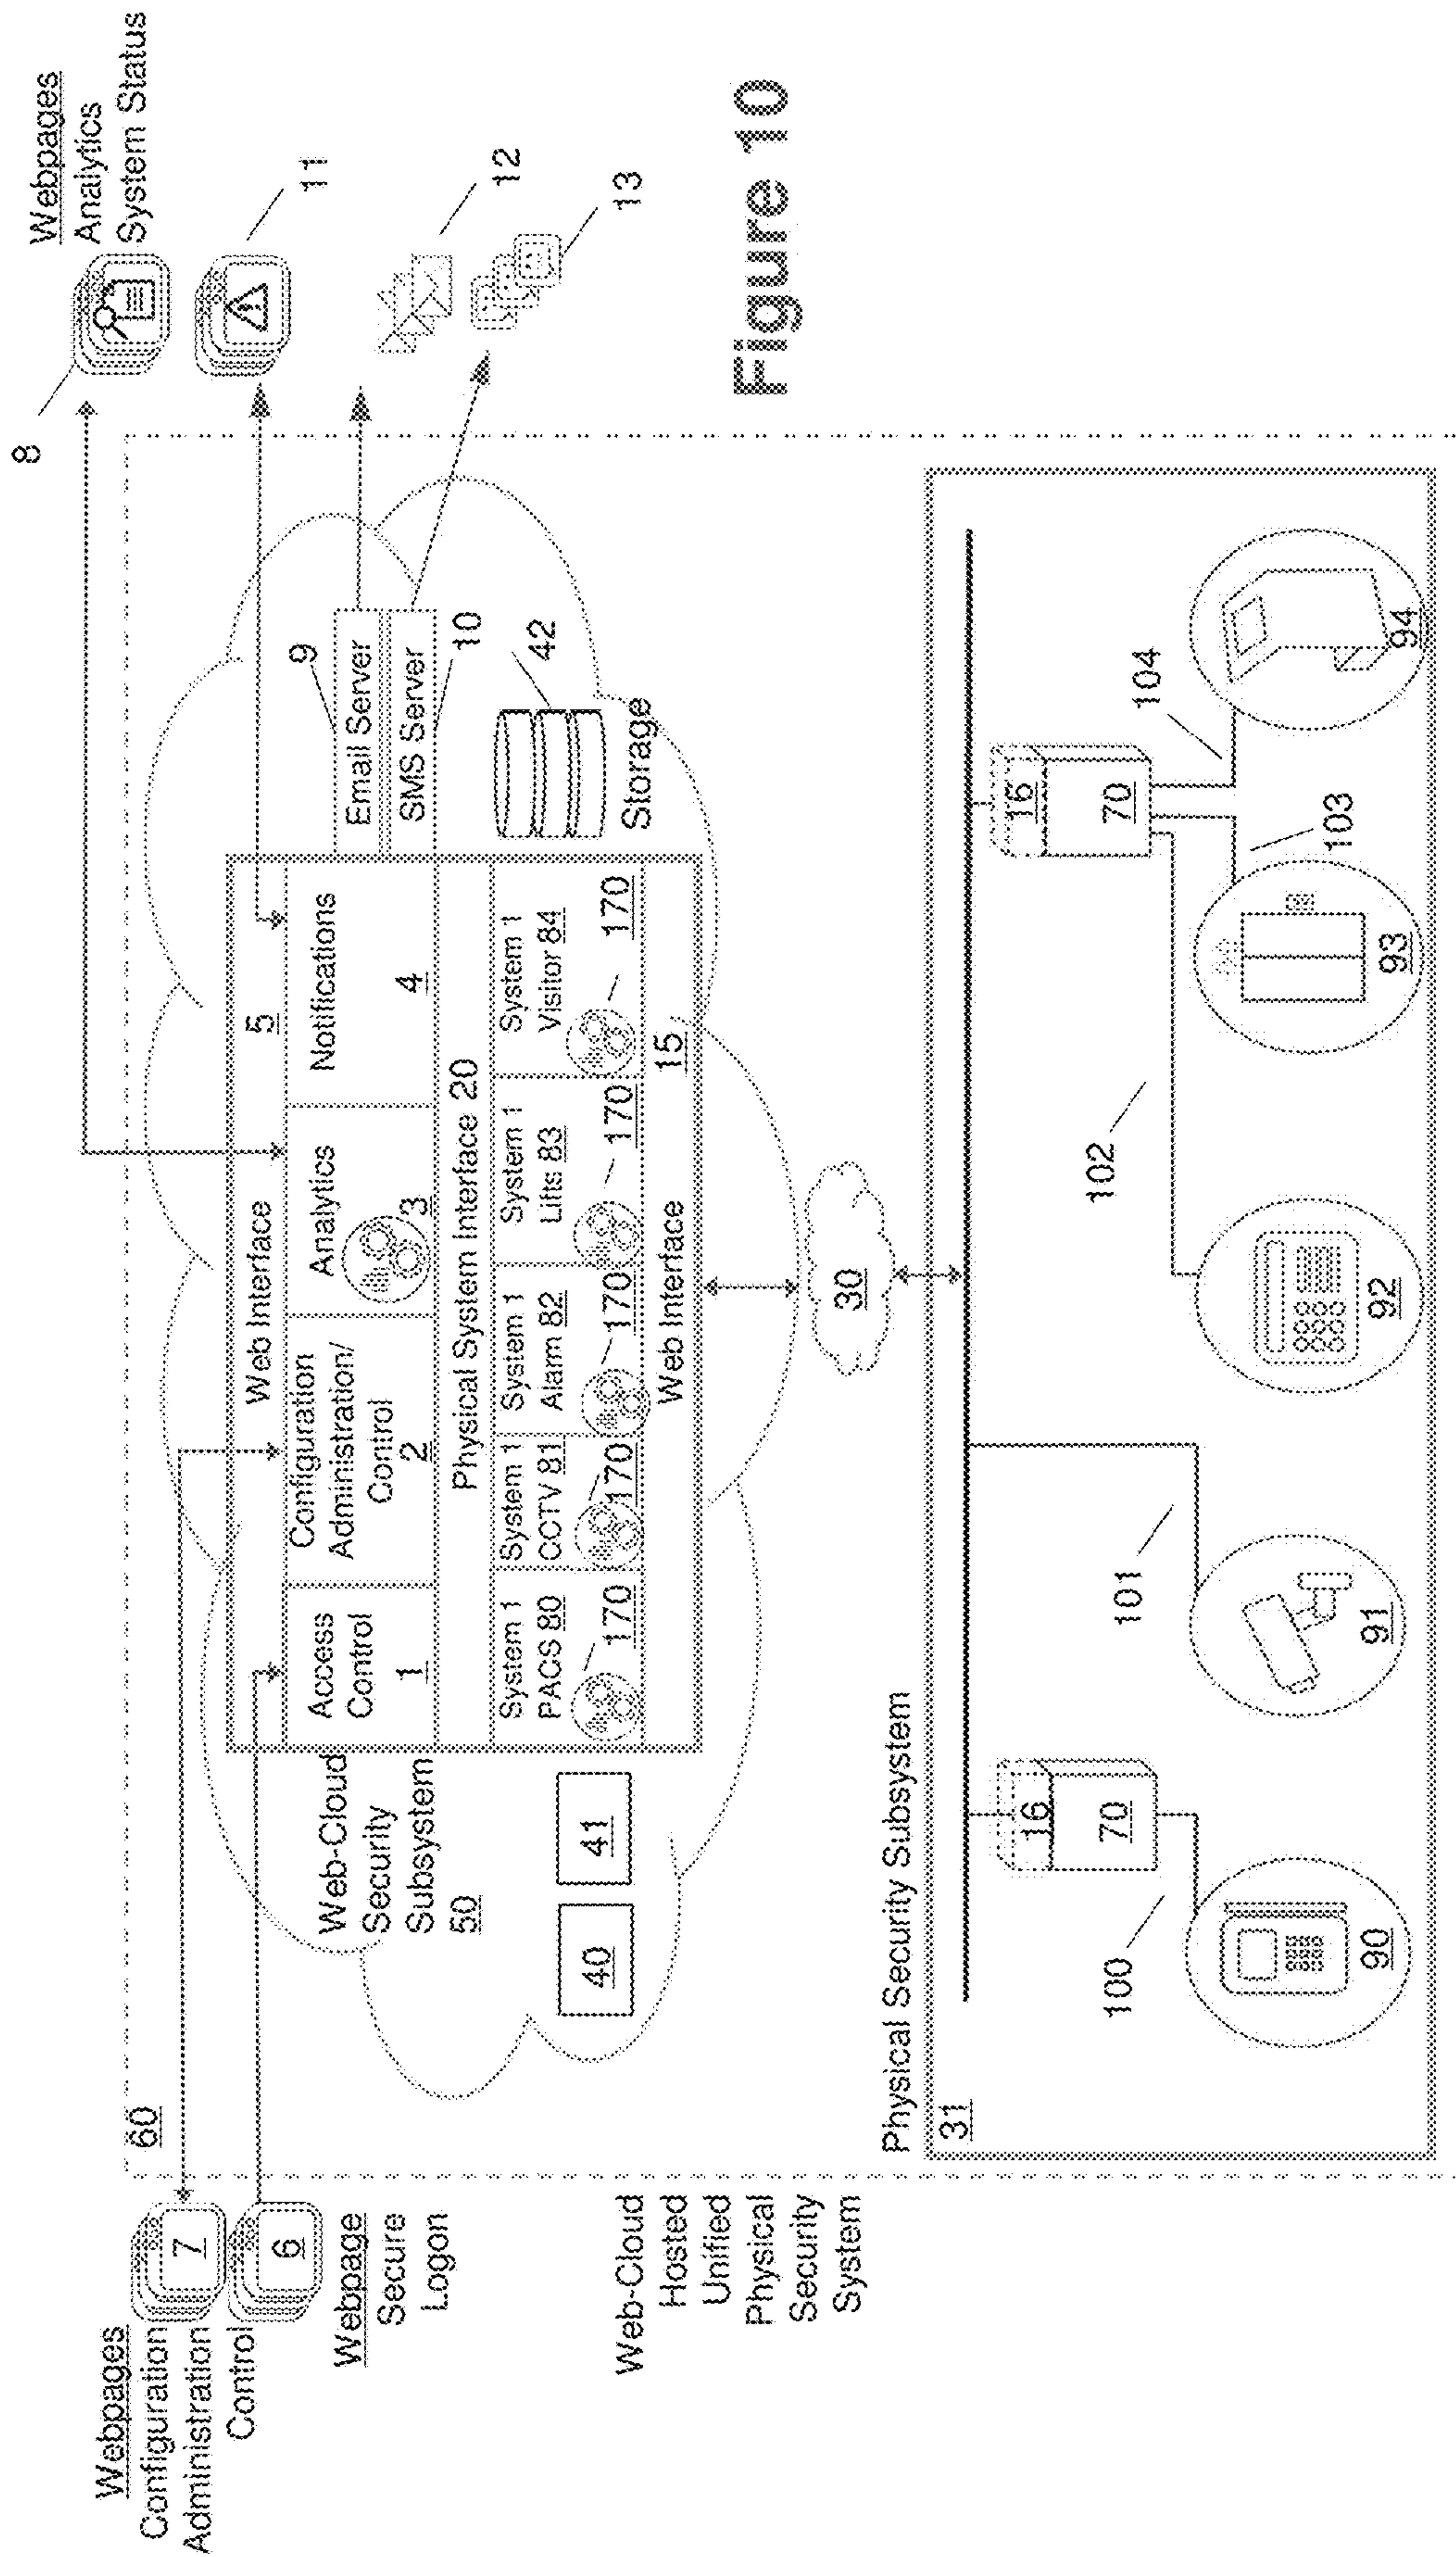 Webpages
Configuration
Administration
Control
7
6
Webpage
Secure
Logon
Web-Cloud
Hosted
Unified
Physical
Security
System
60
Web-Cloud
Security
Subsystem
50
40
41
Web Interface 5
Access
Control
1
Configuration
Administration/
Control
2
Analytics
3
Notifications
4
Physical System Interface 20
System 1
PACS 80
170
System 1
CCTV 81
170
System 1
Alarm 82
170
System 1
Lifts 83
170
System 1
Visitor 84
170
Web Interface 15
9
Email Server
SMS Server
10
42
Storage
8
Webpages
Analytics
System Status
11
12
13
30
Physical Security Subsystem
31
16
70
100
90
101
91
102
92
16
70
103
93
104
94
Figure 10